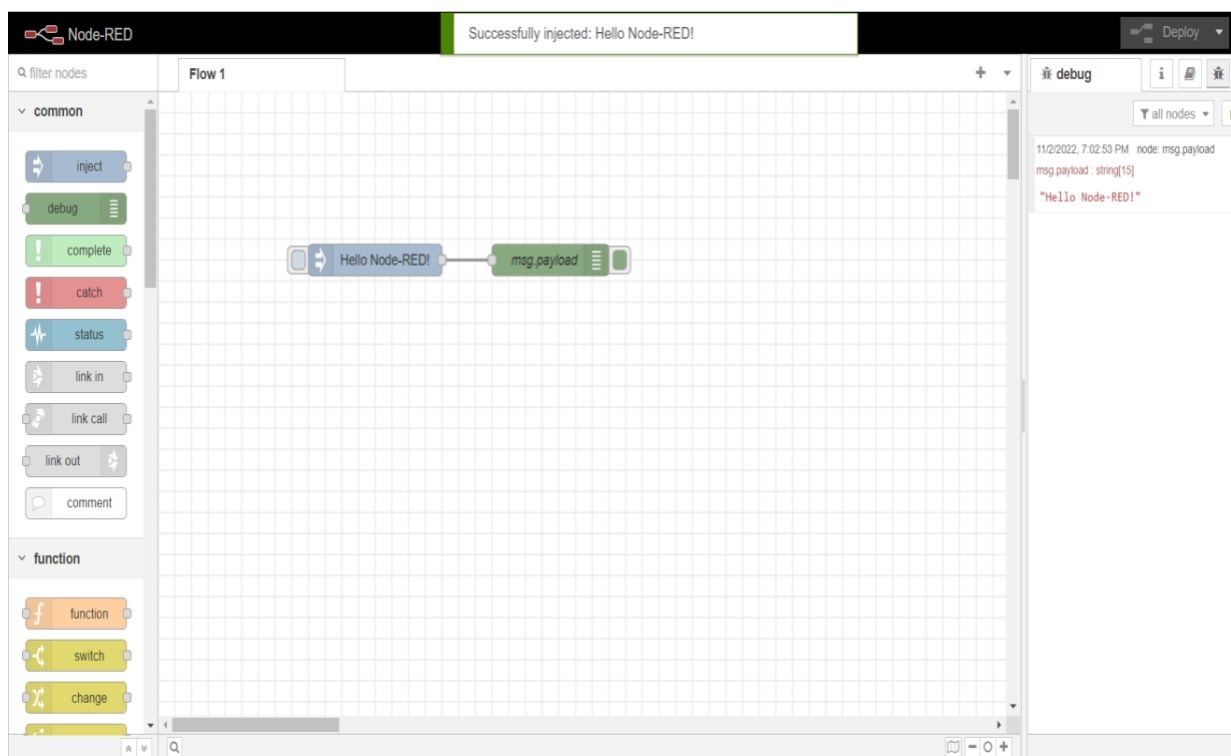 Node-RED
Successfully injected: Hello Node-RED!
Deploy
filter nodes
Flow 1
debug
i
all nodes
common
inject
debug
complete
catch
status
link in
link call
link out
comment
function
function
switch
change
Hello Node-RED!
msg.payload
11/2/2022, 7:02:53 PM node: msg.payload
msg.payload : string[15]
"Hello Node-RED!"